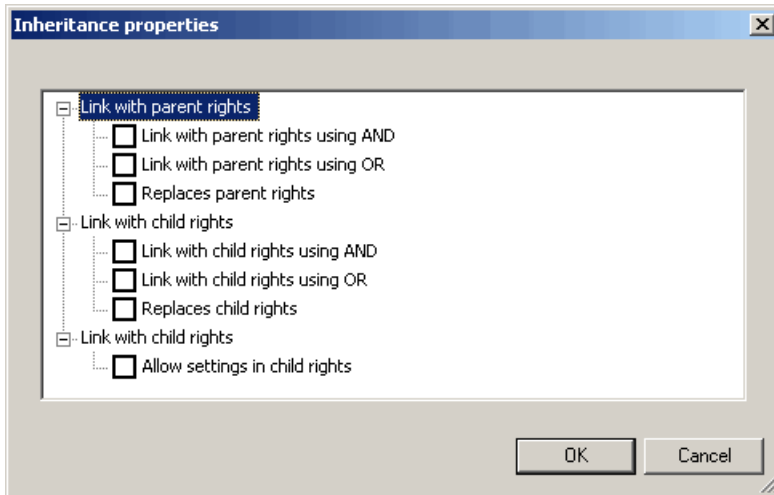 Inheritance properties
Link with parent rights
Link with parent rights using AND
Link with parent rights using OR
Replaces parent rights
Link with child rights
Link with child rights using AND
Link with child rights using OR
Replaces child rights
Link with child rights
Allow settings in child rights
OK Cancel